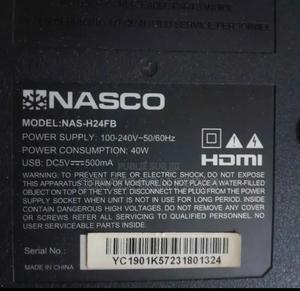 NASCO
MODEL:NAS-H24FB
POWER SUPPLY: 100-240V~50/60Hz
POWER CONSUMPTION: 40W
USB: DC5V⎓500mA
HDMI
WARNING: TO PREVENT FIRE OR ELECTRIC SHOCK, DO NOT EXPOSE
THIS APPARATUS TO RAIN OR MOISTURE. DO NOT PLACE A WATER-FILLED
OBJECT ON TOP OF THE TV SET. DISCONNECT THE PLUG FROM THE POWER
SUPPLY SOCKET WHEN UNIT IS NOT IN USE FOR LONG PERIOD. INSIDE
CONTAIN DANGEROUS HIGH VOLTAGES, DO NOT REMOVE ANY COVER
OR SCREWS. REFER ALL SERVICING TO QUALIFIED PERSONNEL. NO
USER SERVICEABLE PARTS INSIDE.
Serial No.:
YC1901K57231801324
MADE IN CHINA